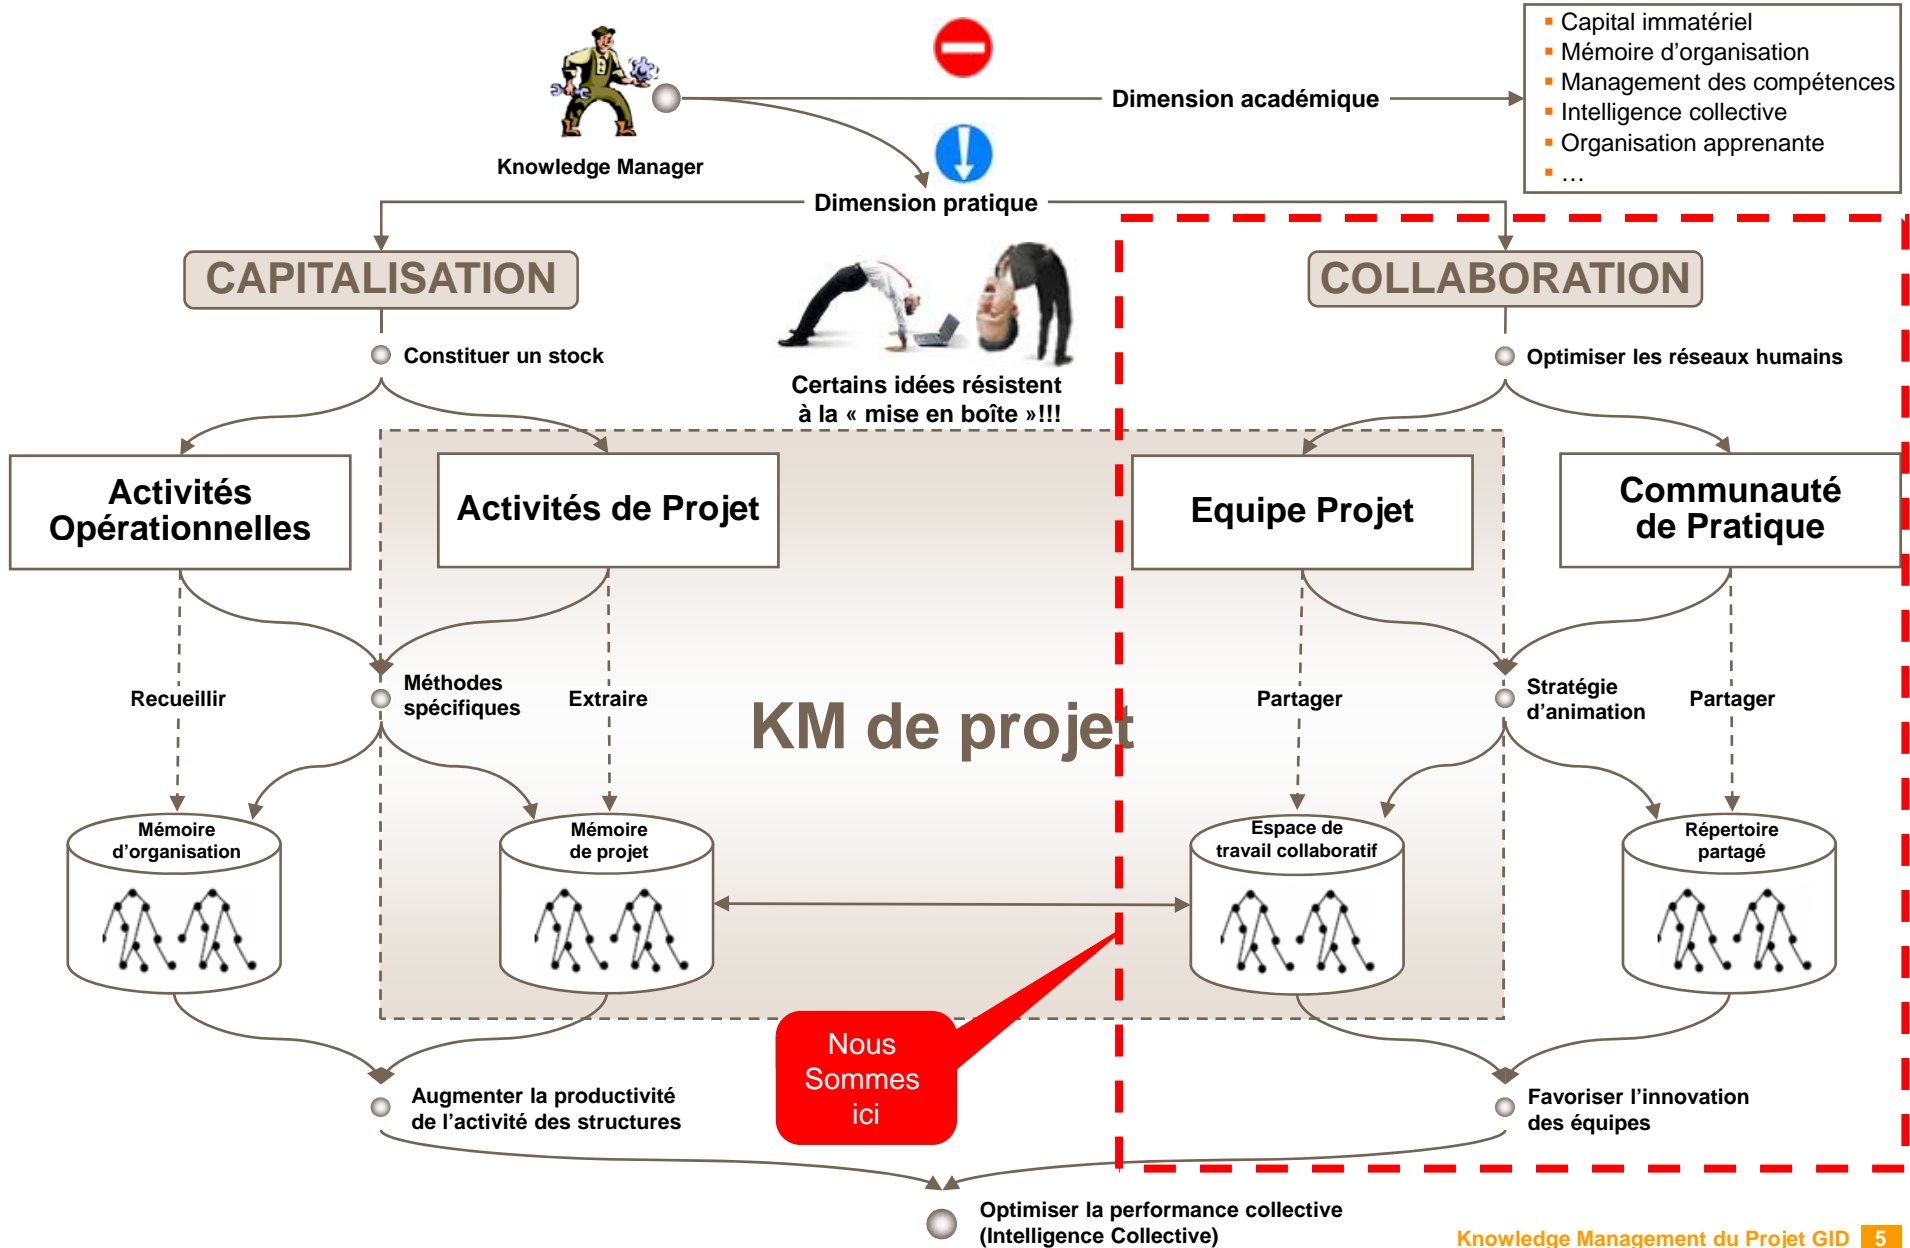 Capital immatériel
Mémoire d'organisation
Management des compétences
Intelligence collective
Organisation apprenante
…
Dimension académique
Knowledge Manager
Dimension pratique
CAPITALISATION
COLLABORATION
Constituer un stock
Optimiser les réseaux humains
Certains idées résistent
à la « mise en boîte »!!!
Activités
Opérationnelles
Activités de Projet
Equipe Projet
Communauté
de Pratique
Recueillir
Méthodes
spécifiques
Extraire
KM de projet
Partager
Stratégie
d'animation
Partager
Mémoire
d'organisation
Mémoire
de projet
Espace de
travail collaboratif
Répertoire
partagé
Nous
Sommes
ici
Augmenter la productivité
de l'activité des structures
Favoriser l'innovation
des équipes
Optimiser la performance collective
(Intelligence Collective)
Knowledge Management du Projet GID 5